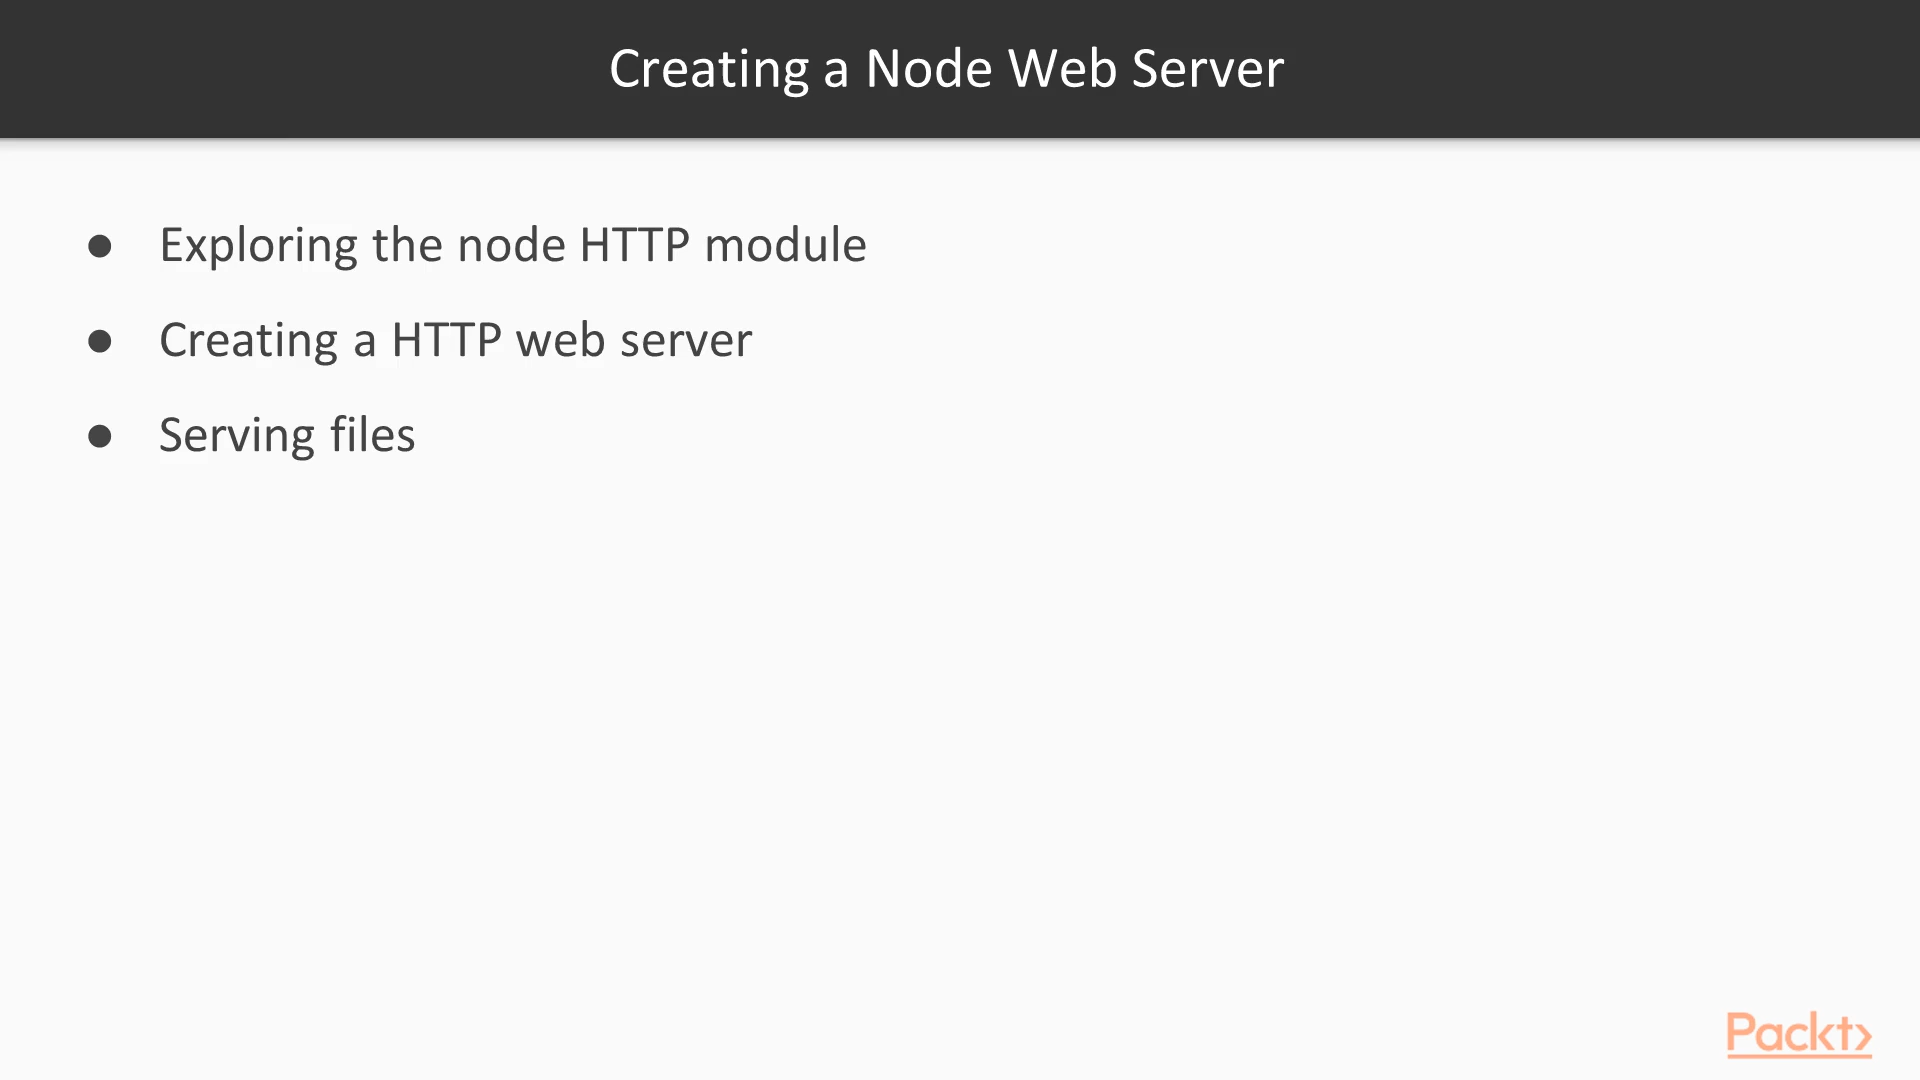 Creating a Node Web Server
● Exploring the node HTTP module
● Creating a HTTP web server
● Serving files
Packt>